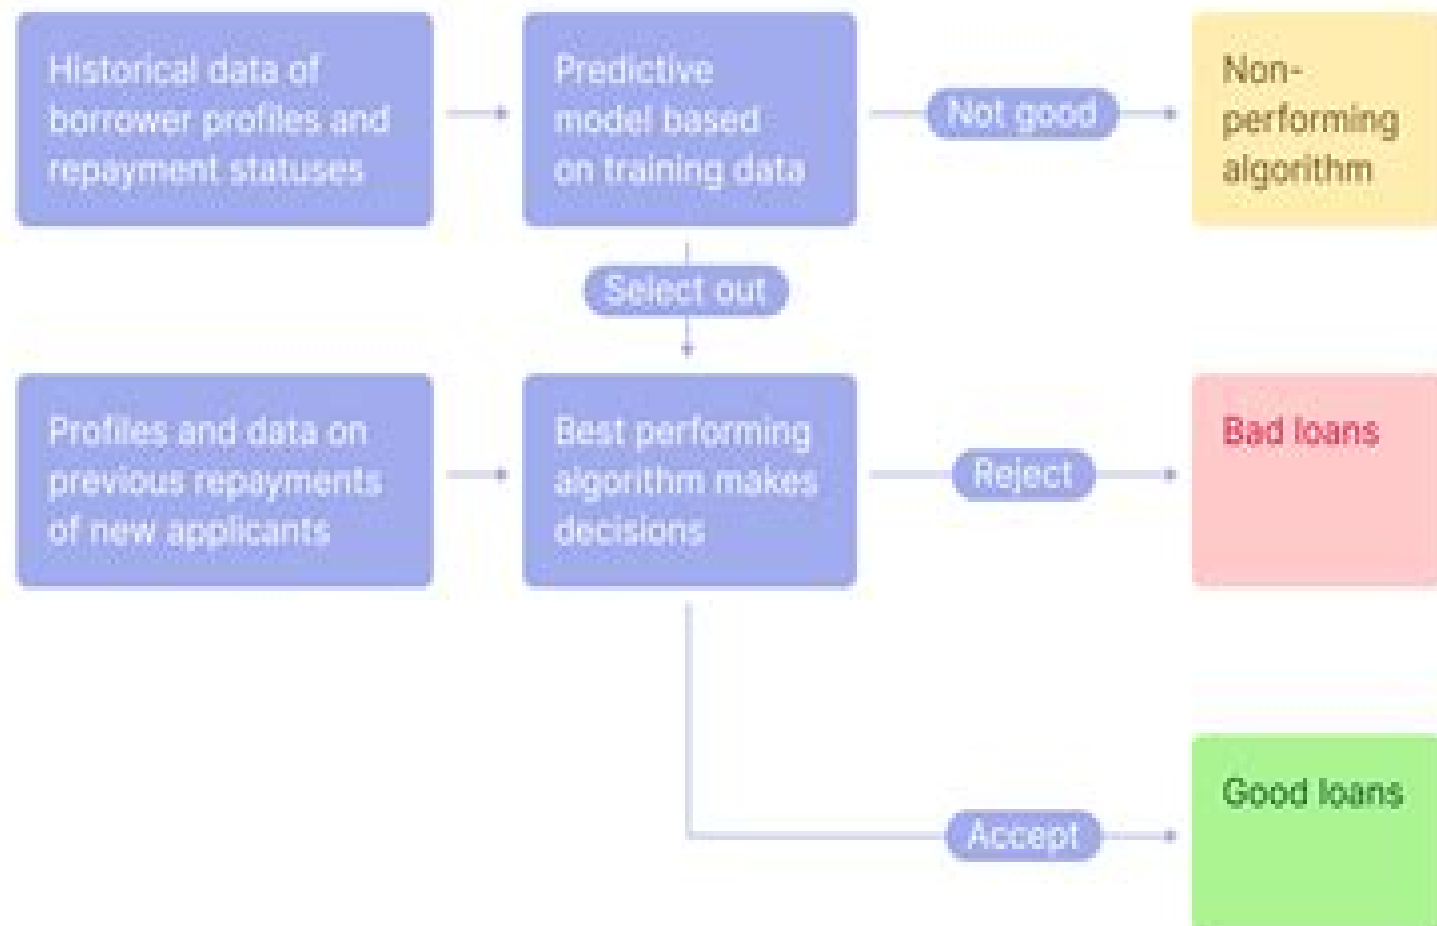 Historical data of
borrower profiles and
repayment statuses
Predictive
model based
on training data
Not good
Non-
performing
algorithm
Select out
Profiles and data on
previous repayments
of new applicants
Best performing
algorithm makes
decisions
Reject
Bad loans
Accept
Good loans